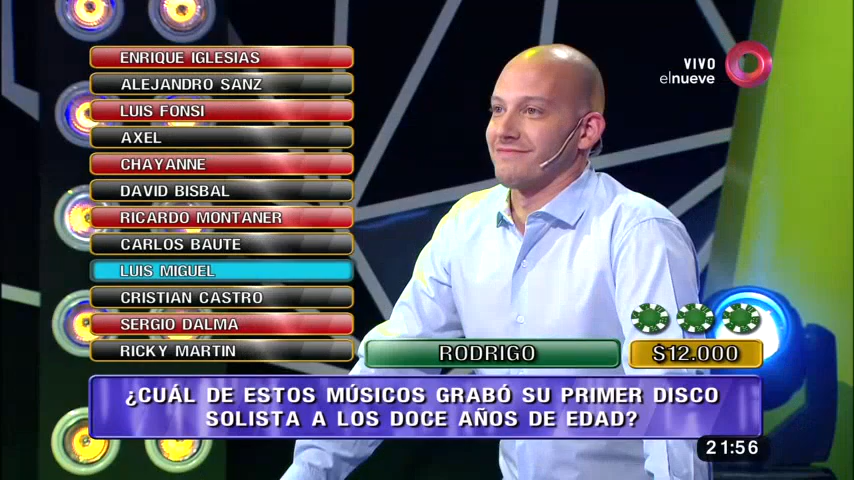 ENRIQUE IGLESIAS
ALEJANDRO SANZ
LUIS FONSI
AXEL
CHAYANNE
DAVID BISBAL
RICARDO MONTANER
CARLOS BAUTE
LUIS MIGUEL
CRISTIAN CASTRO
SERGIO DALMA
RICKY MARTIN
VIVO
elnueve
RODRIGO
$12.000
¿CUÁL DE ESTOS MÚSICOS GRABÓ SU PRIMER DISCO
SOLISTA A LOS DOCE AÑOS DE EDAD?
21:56